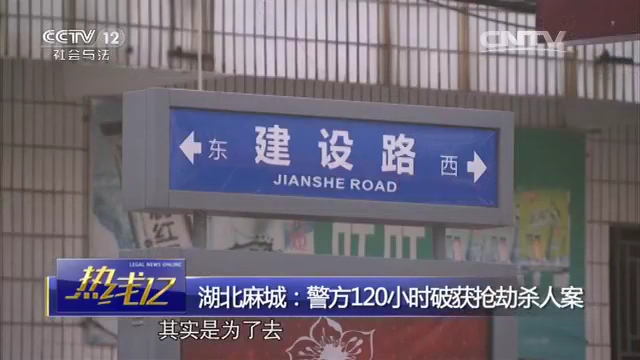 CCTV 12
社会与法
CNTV
东 建设路 西
JIANSHE ROAD
LEGAL NEWS ONLINE
热线12
湖北麻城：警方120小时破获抢劫杀人案
其实是为了去